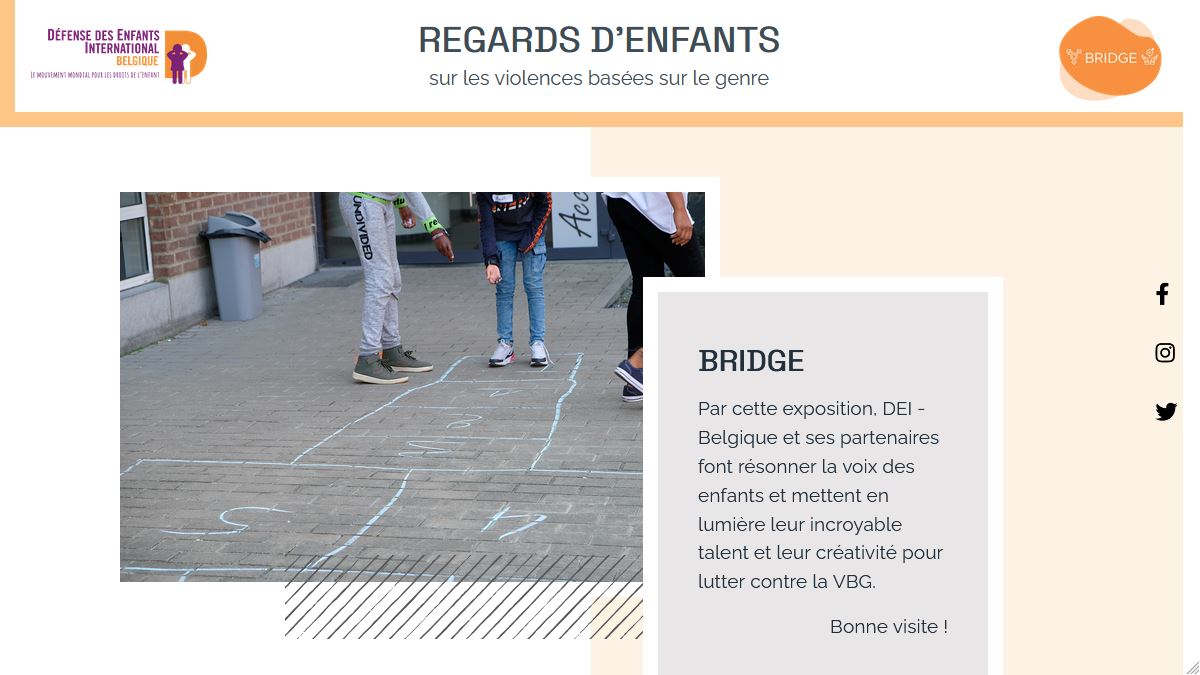 DÉFENSE DES ENFANTS
INTERNATIONAL
BELGIQUE
LE MOUVEMENT MONDIAL POUR LES DROITS DE L'ENFANT
REGARDS D'ENFANTS
sur les violences basées sur le genre
BRIDGE
UNDIVIDED
Acc
BRIDGE
Par cette exposition, DEI -
Belgique et ses partenaires
font résonner la voix des
enfants et mettent en
lumière leur incroyable
talent et leur créativité pour
lutter contre la VBG.
Bonne visite !